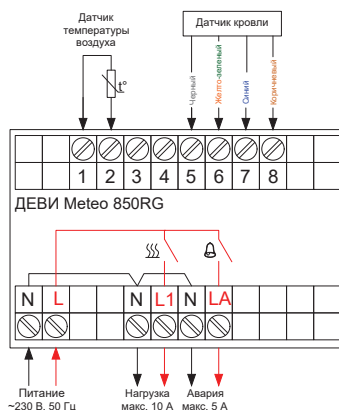 Датчик
температуры
воздуха
Датчик кровли
t°
Черный
Желто-зеленый
Синий
Коричневый
1 2 3 4 5 6 7 8
ДЕВИ Meteo 850RG
N L N L1 N LA
Питание
~230 В, 50 Гц
Нагрузка
макс. 10 А
Авария
макс. 5 А